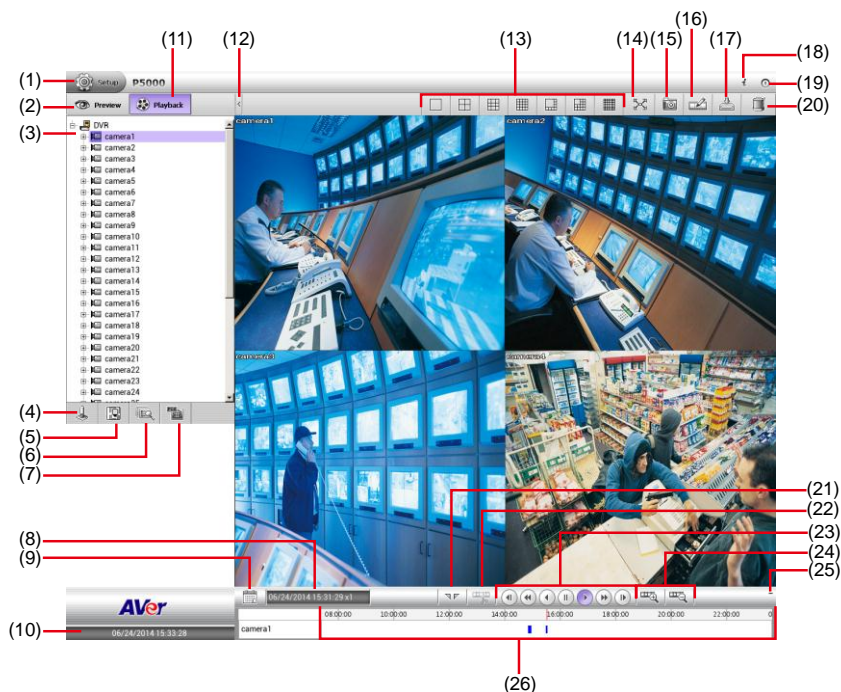 (11) (12) (13) (14) (15) (16) (17) (18)
(1) Setup P5000 (19)
(2) Preview Playback < (20)
(3) DVR
camera1
camera2
camera3
camera4
camera5
camera6
camera7
camera8
camera9
camera10
camera11
camera12
camera13
camera14
camera15
camera16
camera17
camera18
camera19
camera20
camera21
camera22
camera23
camera24
camera1
camera2
camera4
(4)
(5)
(6)
(7)
(8)
(9)
(21)
(22)
(23)
(24)
(25)
06/24/2014 15:31:29 x1
AVer
(10) 06/24/2014 15:33:28
08:00:00 10:00:00 12:00:00 14:00:00 16:00:00 18:00:00 20:00:00 22:00:00 0
camera1
(26)